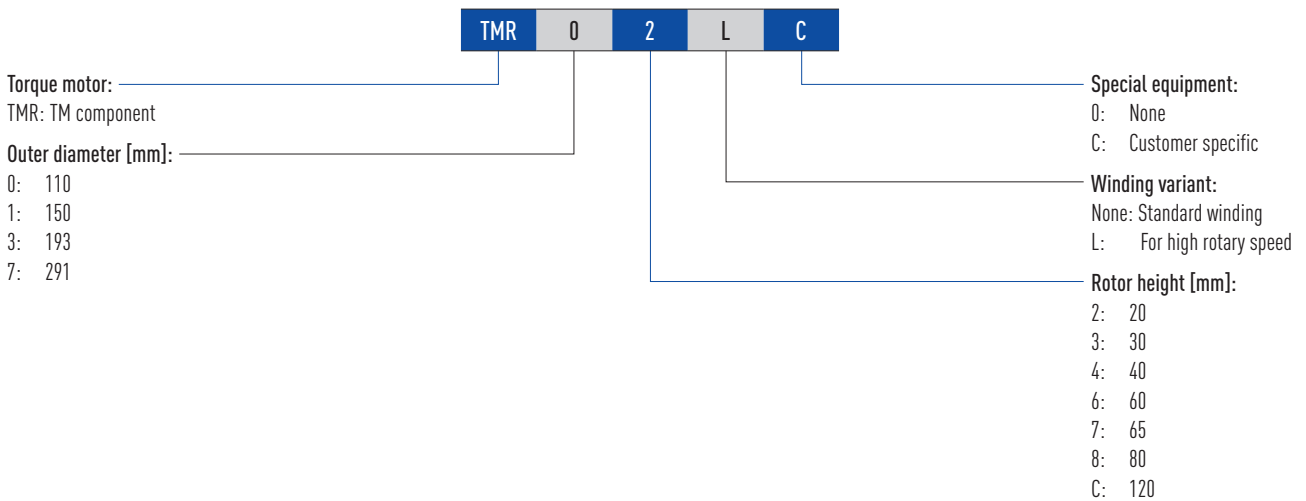 TMR 0 2 L C
Torque motor:
TMR: TM component
Outer diameter [mm]:
0: 110
1: 150
3: 193
7: 291
Special equipment:
0: None
C: Customer specific
Winding variant:
None: Standard winding
L: For high rotary speed
Rotor height [mm]:
2: 20
3: 30
4: 40
6: 60
7: 65
8: 80
C: 120